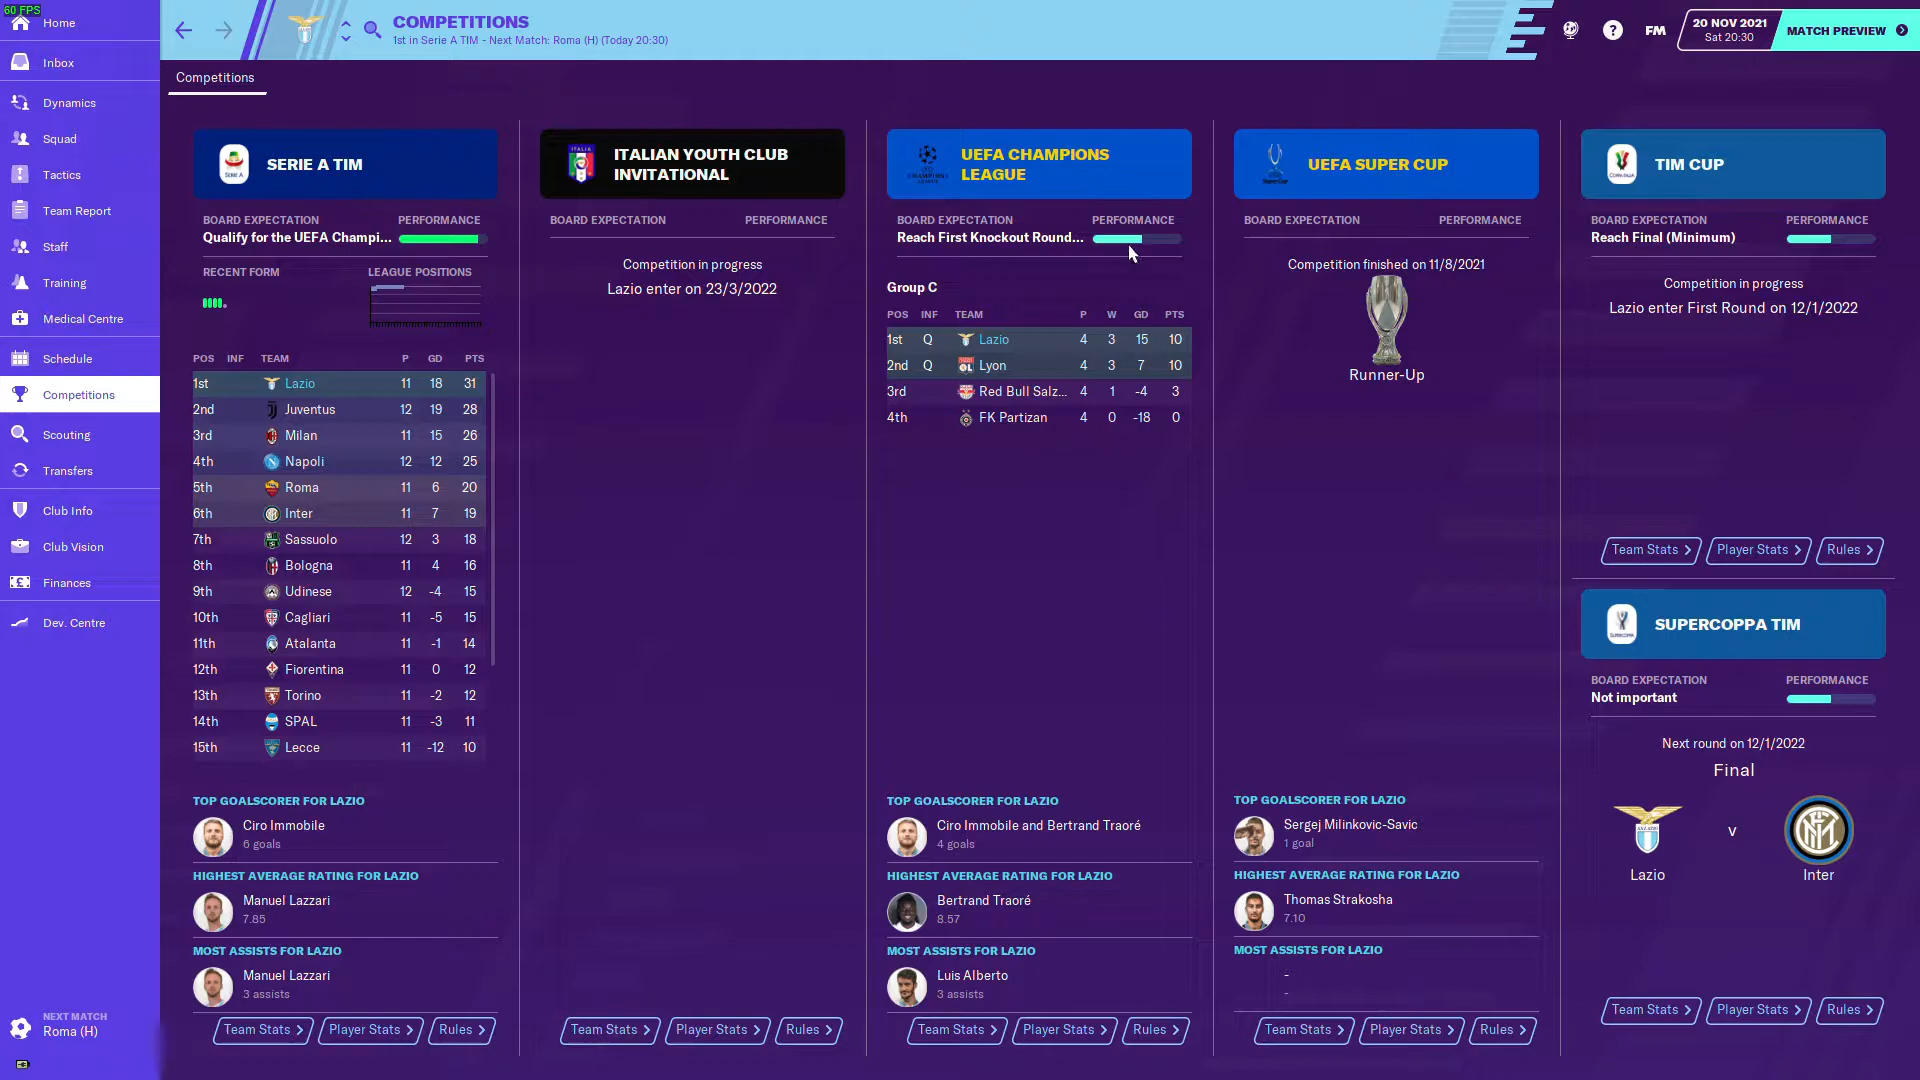 60 FPS
Home
Inbox
Dynamics
Squad
Tactics
Team Report
Staff
Training
Medical Centre
Schedule
Competitions
Scouting
Transfers
Club Info
Club Vision
Finances
Dev. Centre
NEXT MATCH
Roma (H)
COMPETITIONS
1st in Serie A TIM - Next Match: Roma (H) (Today 20:30)
FM
20 NOV 2021
Sat 20:30
MATCH PREVIEW
Competitions
SERIE A TIM
BOARD EXPECTATION PERFORMANCE
Qualify for the UEFA Champi...
RECENT FORM LEAGUE POSITIONS
POS INF TEAM P GD PTS
1st Lazio 11 18 31
2nd Juventus 12 19 28
3rd Milan 11 15 26
4th Napoli 12 12 25
5th Roma 11 6 20
6th Inter 11 7 19
7th Sassuolo 12 3 18
8th Bologna 11 4 16
9th Udinese 12 -4 15
10th Cagliari 11 -5 15
11th Atalanta 11 -1 14
12th Fiorentina 11 0 12
13th Torino 11 -2 12
14th SPAL 11 -3 11
15th Lecce 11 -12 10
TOP GOALSCORER FOR LAZIO
Ciro Immobile
6 goals
HIGHEST AVERAGE RATING FOR LAZIO
Manuel Lazzari
7.85
MOST ASSISTS FOR LAZIO
Manuel Lazzari
3 assists
Team Stats Player Stats Rules
ITALIAN YOUTH CLUB
INVITATIONAL
BOARD EXPECTATION PERFORMANCE
Competition in progress
Lazio enter on 23/3/2022
Team Stats Player Stats Rules
UEFA CHAMPIONS
LEAGUE
BOARD EXPECTATION PERFORMANCE
Reach First Knockout Round...
Group C
POS INF TEAM P W GD PTS
1st Q Lazio 4 3 15 10
2nd Q Lyon 4 3 7 10
3rd Red Bull Salz... 4 1 -4 3
4th FK Partizan 4 0 -18 0
TOP GOALSCORER FOR LAZIO
Ciro Immobile and Bertrand Traoré
4 goals
HIGHEST AVERAGE RATING FOR LAZIO
Bertrand Traoré
8.57
MOST ASSISTS FOR LAZIO
Luis Alberto
3 assists
Team Stats Player Stats Rules
UEFA SUPER CUP
BOARD EXPECTATION PERFORMANCE
Competition finished on 11/8/2021
Runner-Up
TOP GOALSCORER FOR LAZIO
Sergej Milinkovic-Savic
1 goal
HIGHEST AVERAGE RATING FOR LAZIO
Thomas Strakosha
7.10
MOST ASSISTS FOR LAZIO
-
-
Team Stats Player Stats Rules
TIM CUP
BOARD EXPECTATION PERFORMANCE
Reach Final (Minimum)
Competition in progress
Lazio enter First Round on 12/1/2022
Team Stats Player Stats Rules
SUPERCOPPA TIM
BOARD EXPECTATION PERFORMANCE
Not important
Next round on 12/1/2022
Final
v
Lazio Inter
Team Stats Player Stats Rules